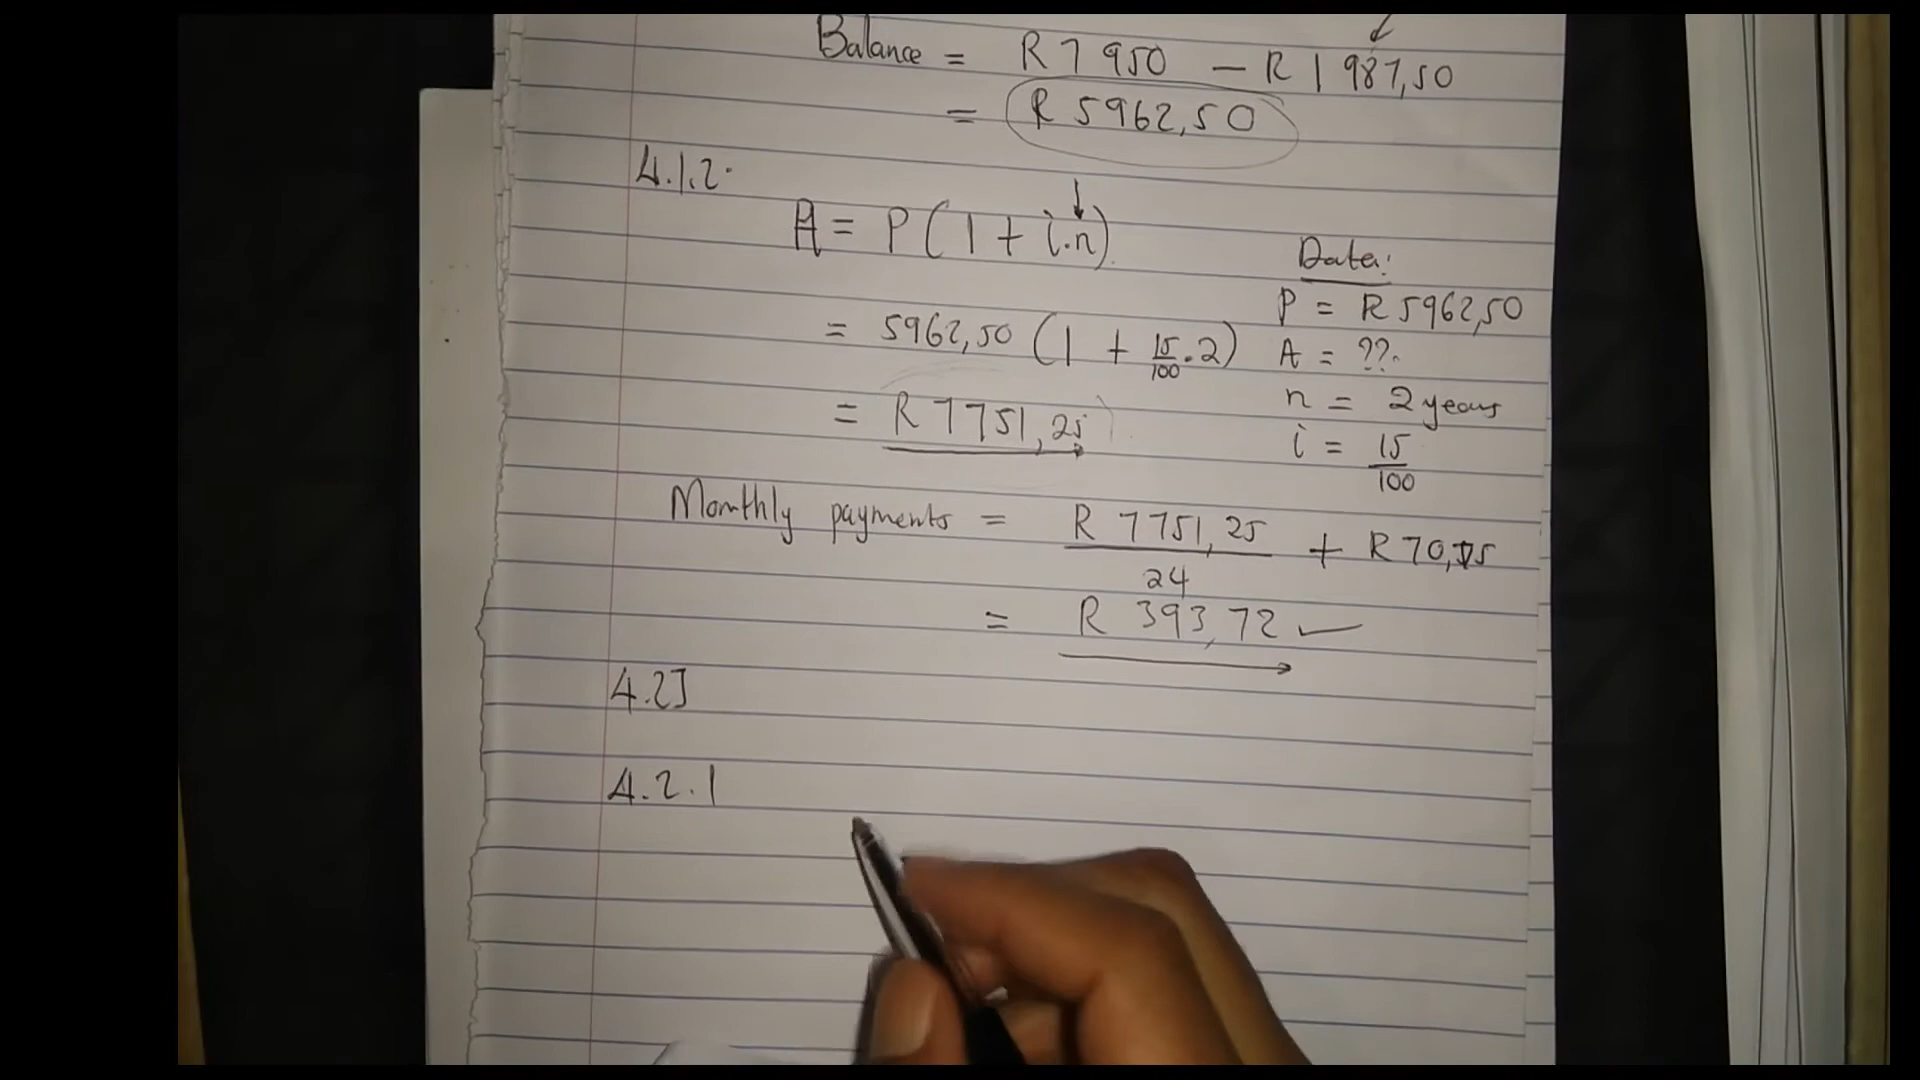 Balance = R 7 950 – R 1 987,50
= R 5962,50
4.1.2.
A = P(1 + i.n)
Data:
P = R 5962,50
= 5962,50 (1 + 15/100 . 2)
A = ??.
n = 2 years
= R 7751,25
i = 15/100
Monthly payments = R 7751,25/24 + R 70,75
= R 393,72 ✓
4.2]
4.2.1